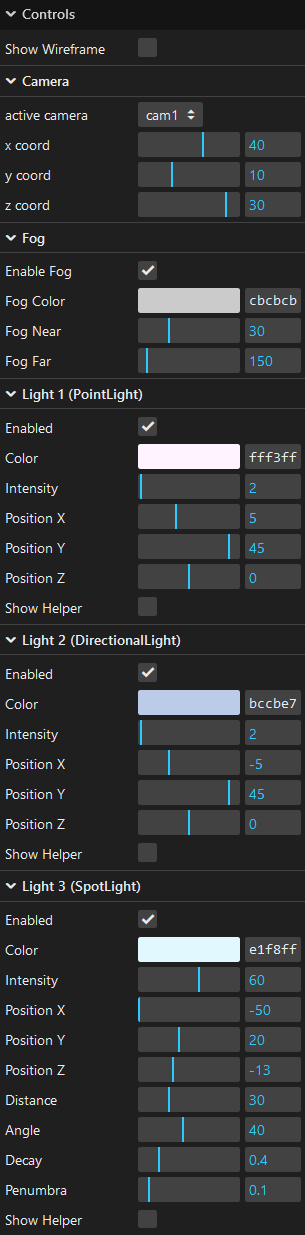 Controls
Show Wireframe
Camera
active camera cam1
x coord 40
y coord 10
z coord 30
Fog
Enable Fog
Fog Color cbcbcb
Fog Near 30
Fog Far 150
Light 1 (PointLight)
Enabled
Color fff3ff
Intensity 2
Position X 5
Position Y 45
Position Z 0
Show Helper
Light 2 (DirectionalLight)
Enabled
Color bccbe7
Intensity 2
Position X -5
Position Y 45
Position Z 0
Show Helper
Light 3 (SpotLight)
Enabled
Color e1f8ff
Intensity 60
Position X -50
Position Y 20
Position Z -13
Distance 30
Angle 40
Decay 0.4
Penumbra 0.1
Show Helper